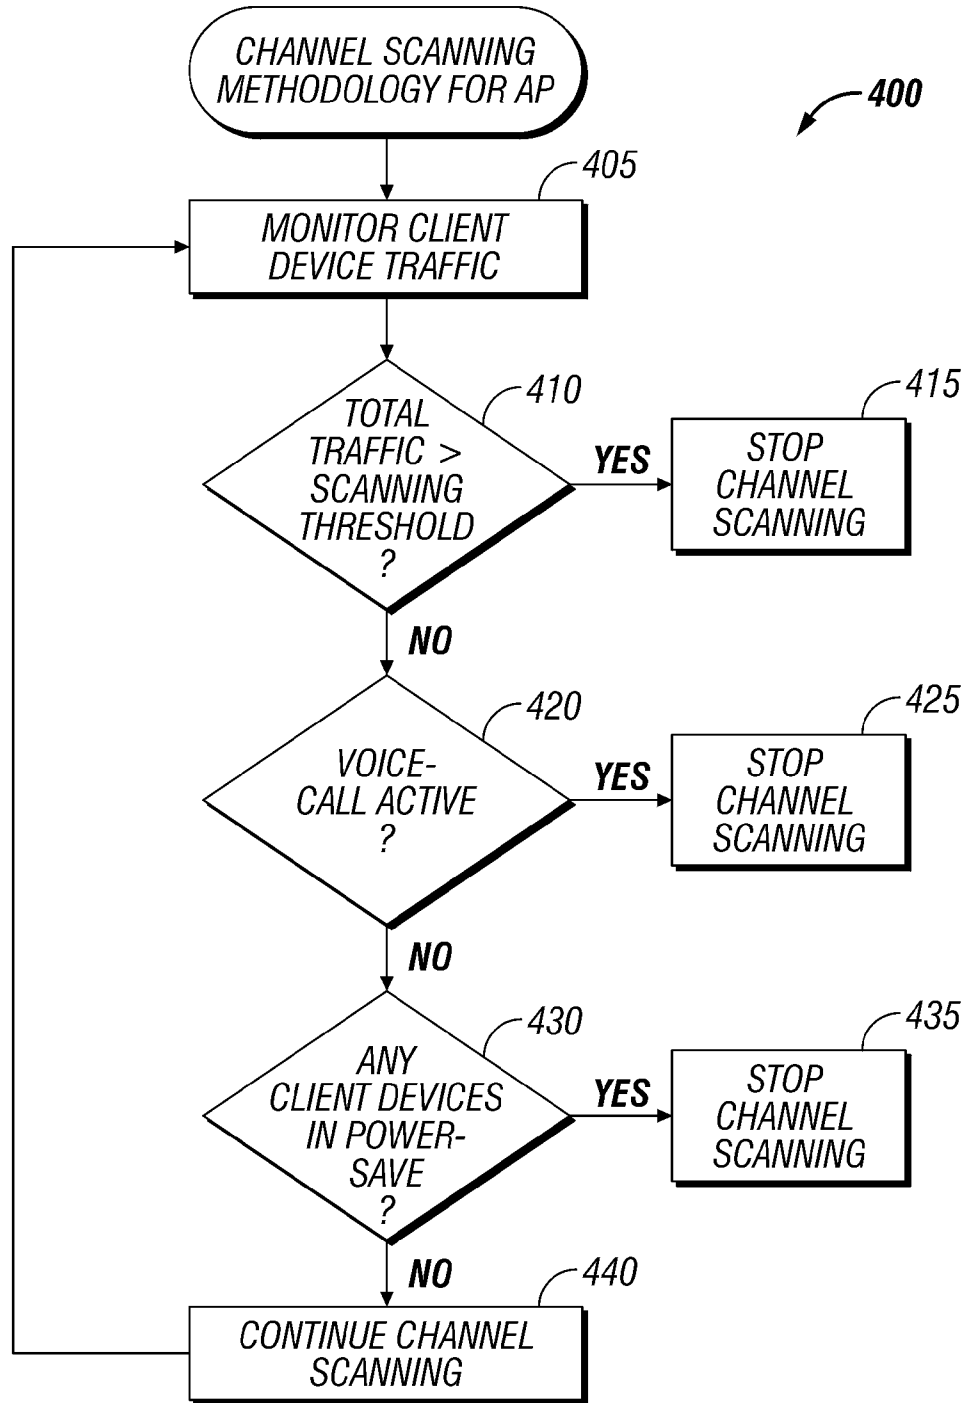 CHANNEL SCANNING
METHODOLOGY FOR AP
400
405
MONITOR CLIENT
DEVICE TRAFFIC
410
TOTAL
TRAFFIC >
SCANNING
THRESHOLD
?
YES
415
STOP
CHANNEL
SCANNING
NO
420
VOICE-
CALL ACTIVE
?
YES
425
STOP
CHANNEL
SCANNING
NO
430
ANY
CLIENT DEVICES
IN POWER-
SAVE
?
YES
435
STOP
CHANNEL
SCANNING
NO
440
CONTINUE CHANNEL
SCANNING